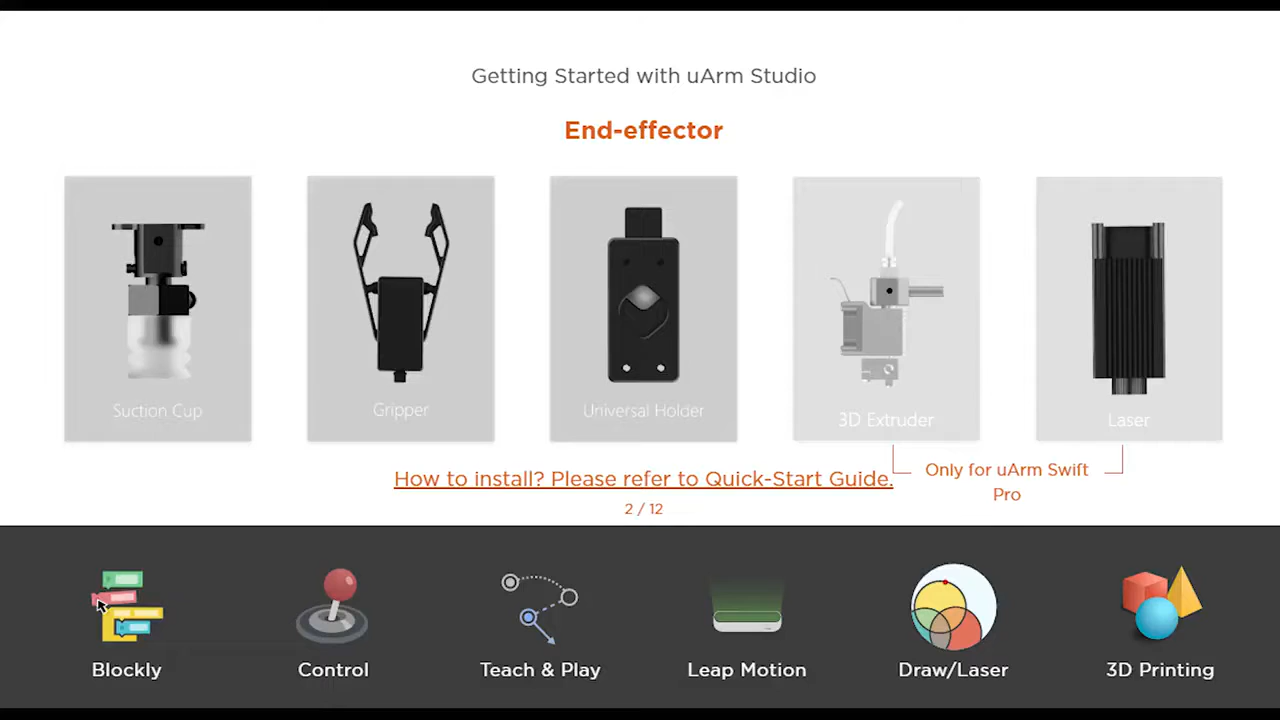 Getting Started with uArm Studio
End-effector
Suction Cup
Gripper
Universal Holder
3D Extruder
Laser
How to install? Please refer to Quick-Start Guide.
Only for uArm Swift
Pro
2 / 12
Blockly
Control
Teach & Play
Leap Motion
Draw/Laser
3D Printing